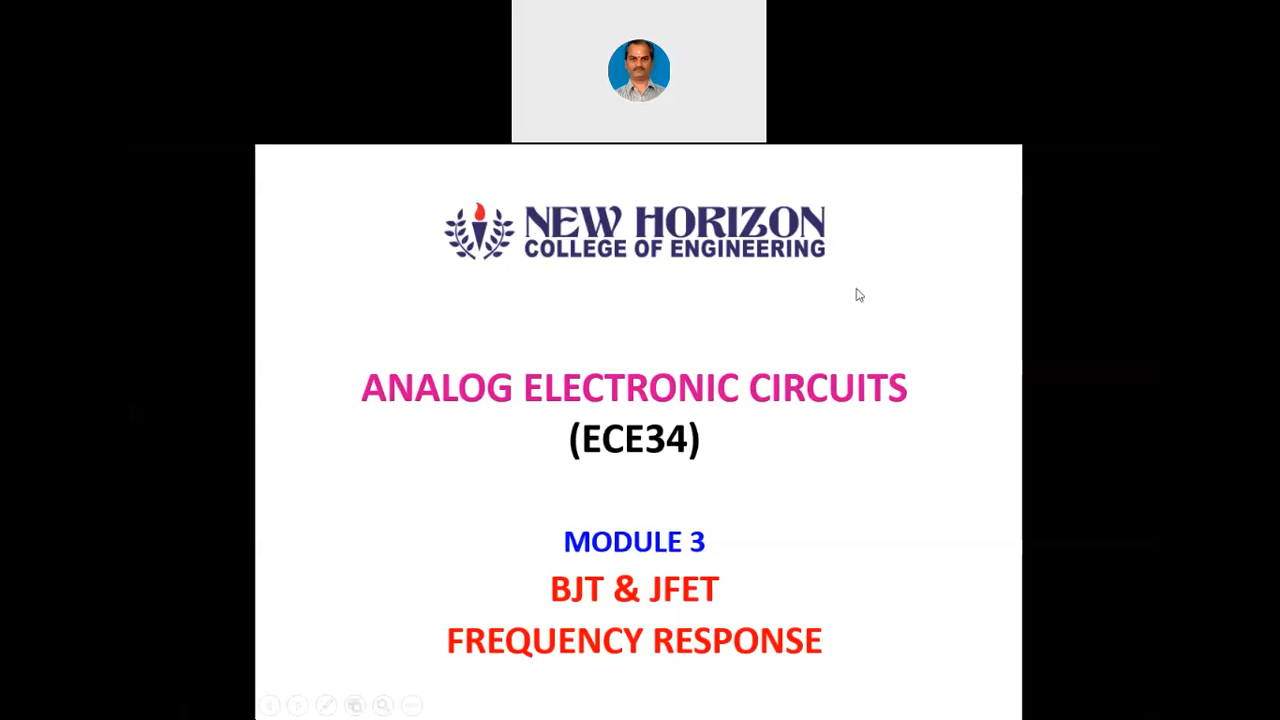 NEW HORIZON
COLLEGE OF ENGINEERING
ANALOG ELECTRONIC CIRCUITS
(ECE34)
MODULE 3
BJT & JFET
FREQUENCY RESPONSE